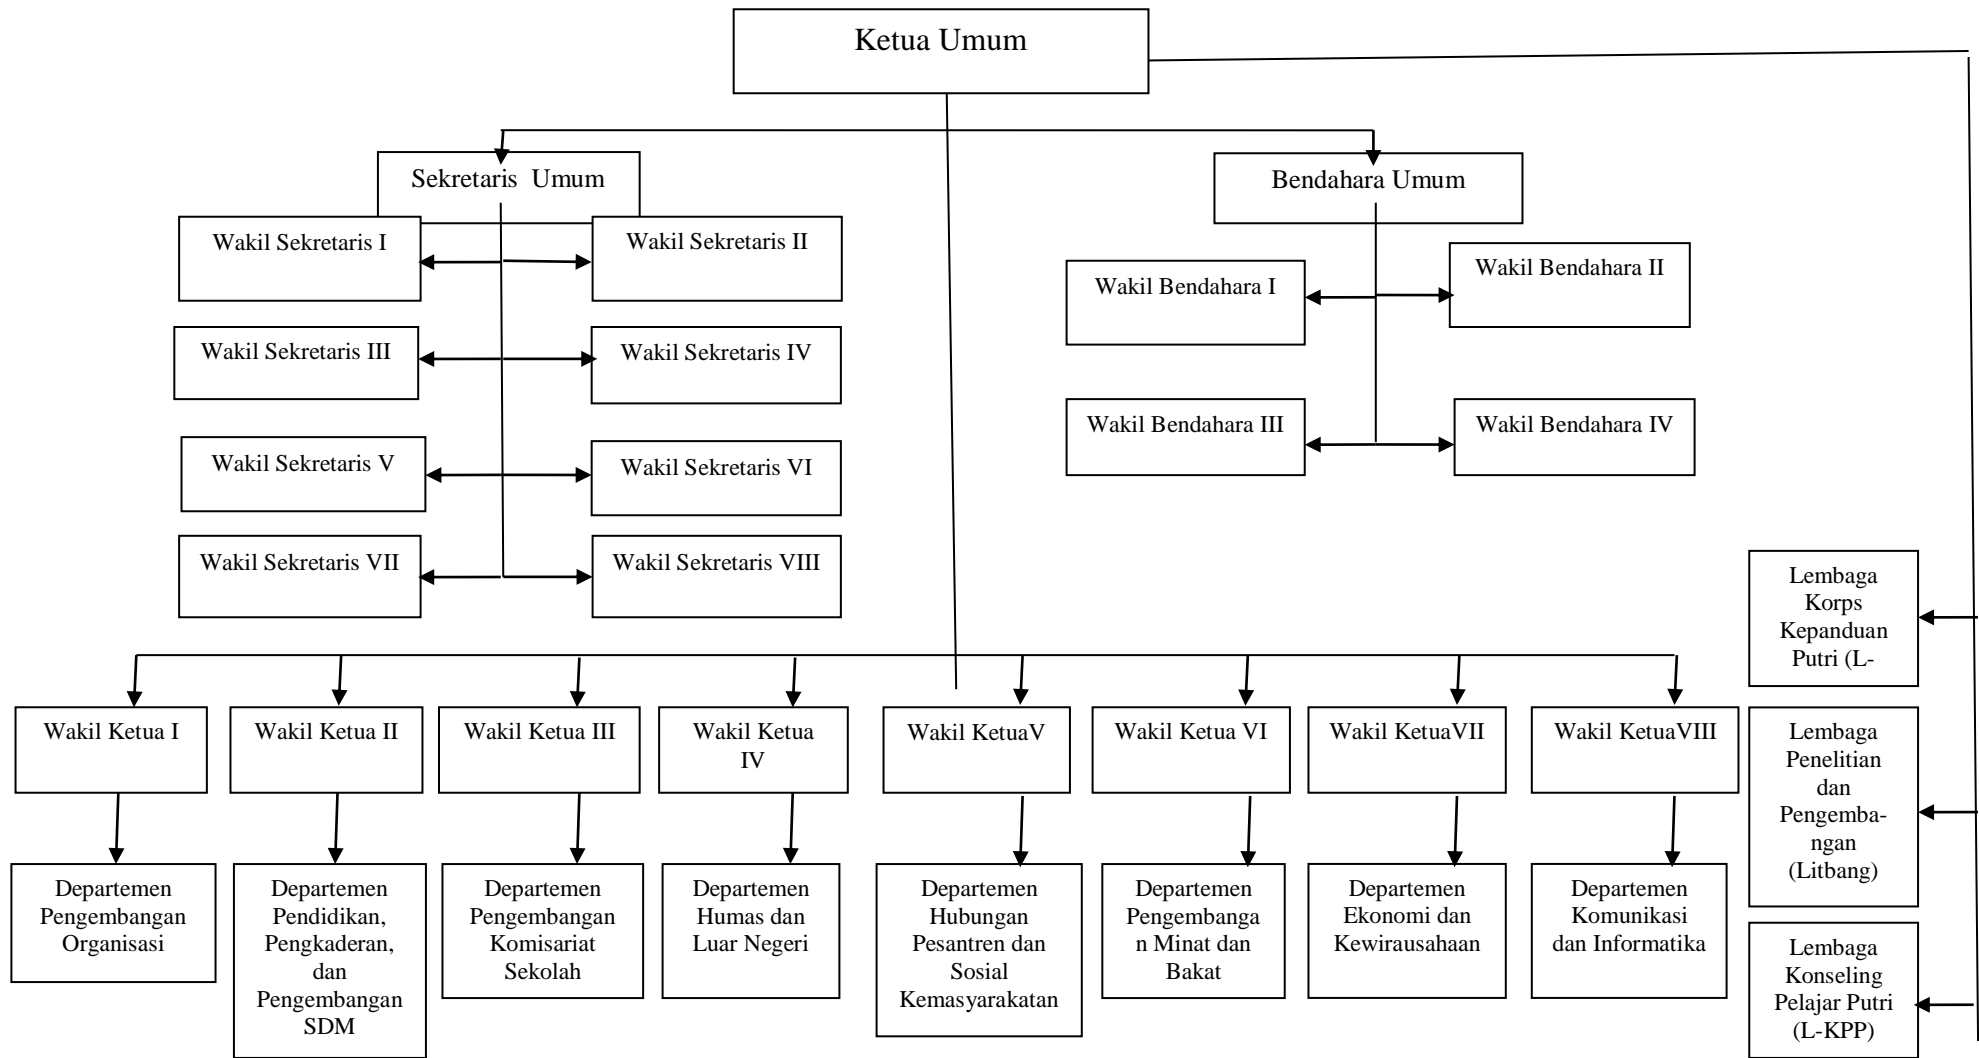 Ketua Umum
Sekretaris  Umum
Bendahara Umum
Wakil Sekretaris I
Wakil Sekretaris II
Wakil Bendahara I
Wakil Bendahara II
Wakil Sekretaris III
Wakil Sekretaris IV
Wakil Bendahara III
Wakil Bendahara IV
Wakil Sekretaris V
Wakil Sekretaris VI
Wakil Sekretaris VII
Wakil Sekretaris VIII
Lembaga
Korps
Kepanduan
Putri (L-
Wakil Ketua I
Wakil Ketua II
Wakil Ketua III
Wakil Ketua
IV
Wakil KetuaV
Wakil Ketua VI
Wakil KetuaVII
Wakil KetuaVIII
Lembaga
Penelitian
dan
Pengemba-
ngan
(Litbang)
Departemen
Pengembangan
Organisasi
Departemen
Pendidikan,
Pengkaderan,
dan
Pengembangan
SDM
Departemen
Pengembangan
Komisariat
Sekolah
Departemen
Humas dan
Luar Negeri
Departemen
Hubungan
Pesantren dan
Sosial
Kemasyarakatan
Departemen
Pengembanga
n Minat dan
Bakat
Departemen
Ekonomi dan
Kewirausahaan
Departemen
Komunikasi
dan Informatika
Lembaga
Konseling
Pelajar Putri
(L-KPP)